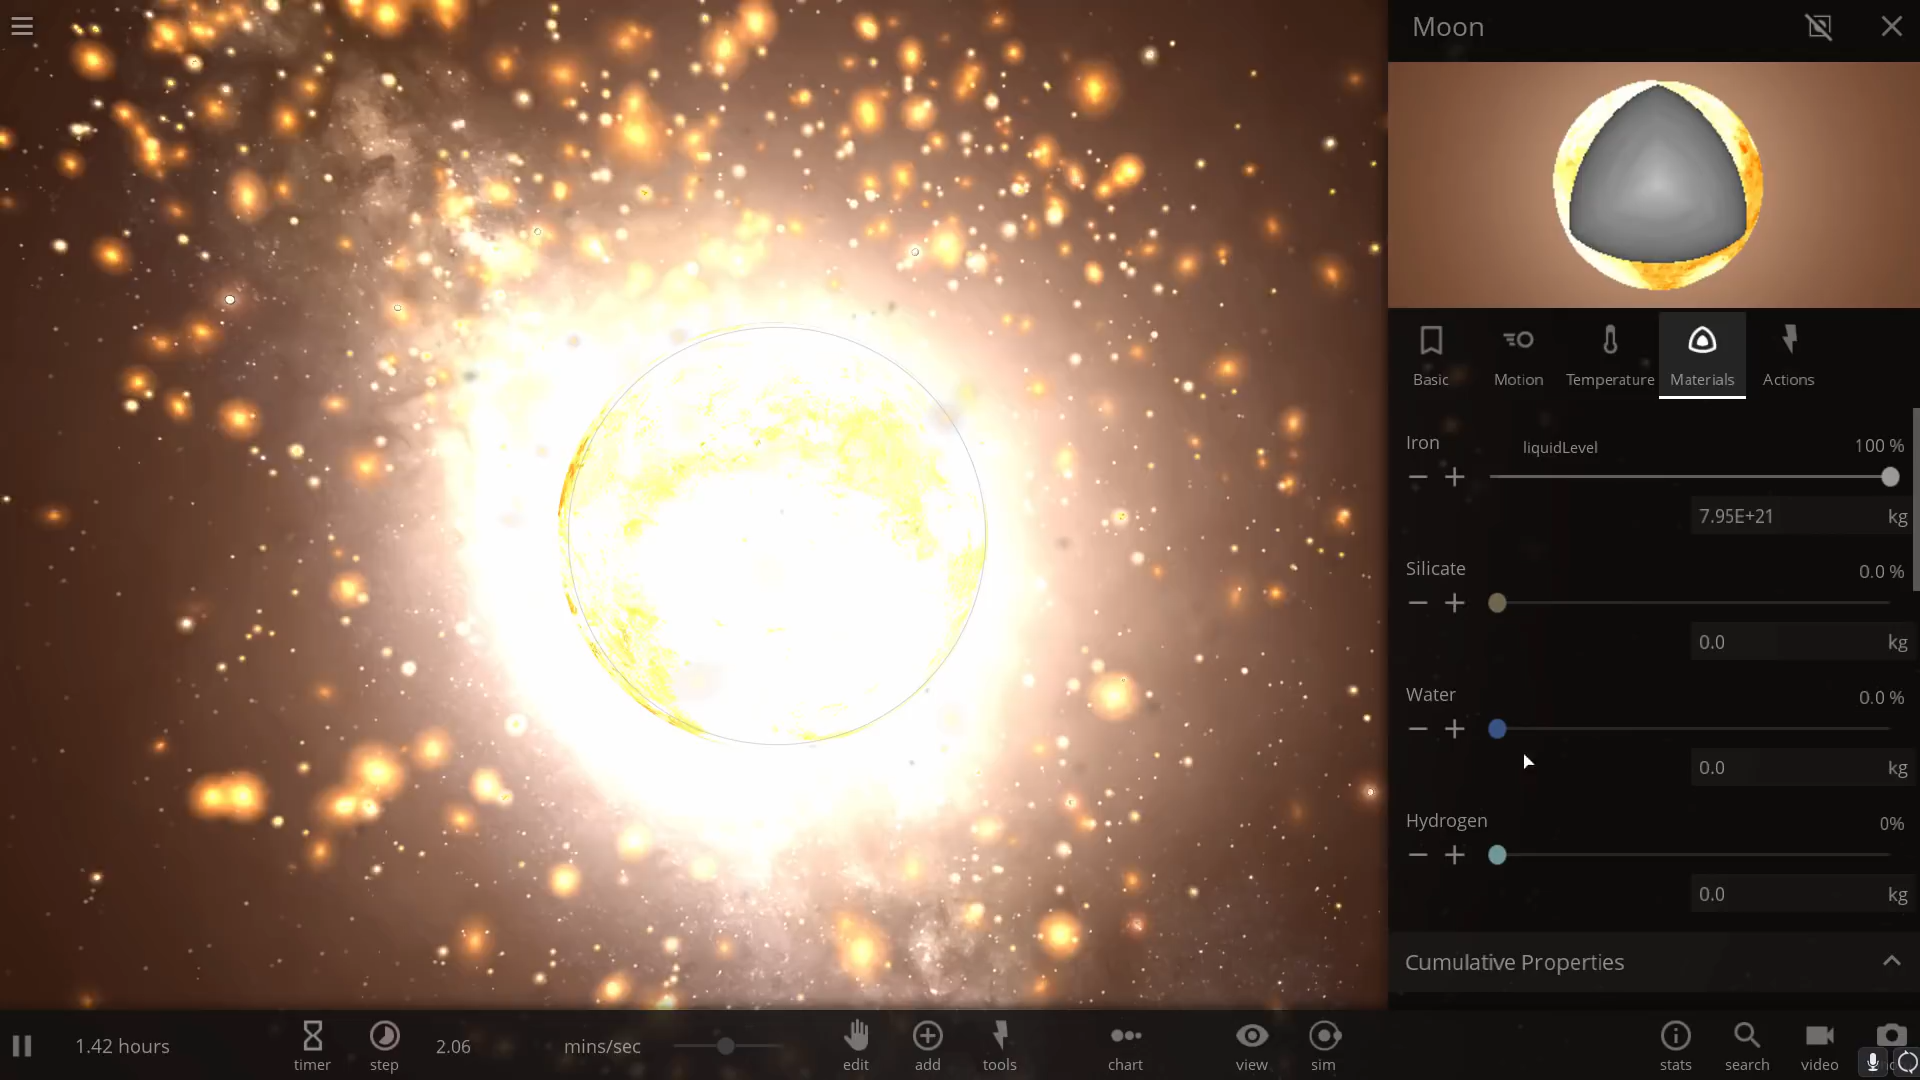 Moon
Basic
Motion
Temperature
Materials
Actions
Iron
liquidLevel
100 %
7.95E+21
kg
Silicate
0.0 %
0.0
kg
Water
0.0 %
0.0
kg
Hydrogen
0%
0.0
kg
Cumulative Properties
1.42 hours
timer
step
2.06
mins/sec
edit
add
tools
chart
view
sim
stats
search
video